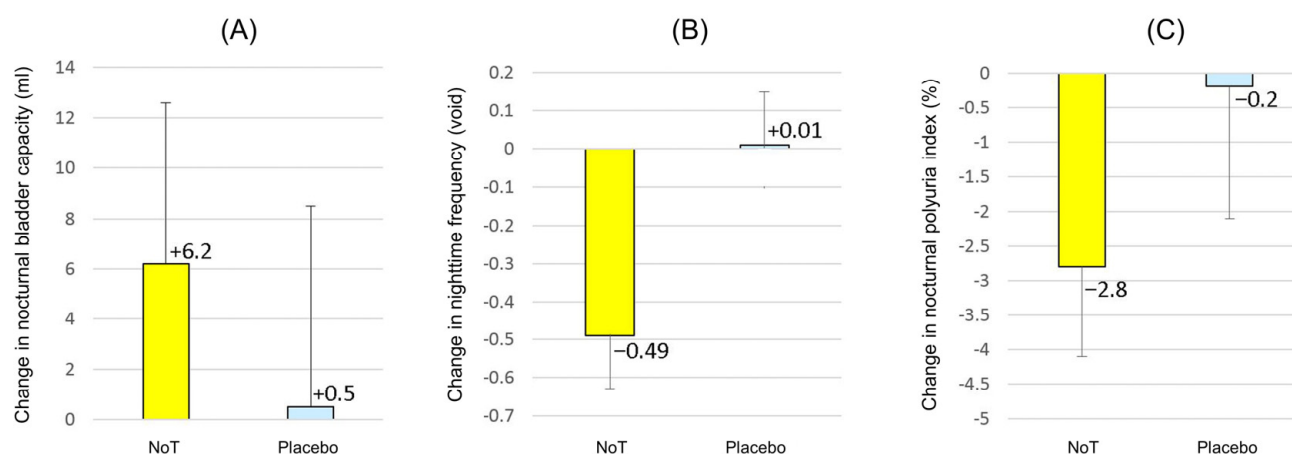 (A)
Change in nocturnal bladder capacity (ml)
14
12
10
8
6
4
2
0
+6.2
+0.5
NoT
Placebo
(B)
Change in nighttime frequency (void)
0.2
0.1
0
-0.1
-0.2
-0.3
-0.4
-0.5
-0.6
-0.7
+0.01
−0.49
NoT
Placebo
(C)
Change in nocturnal polyuria index (%)
0
-0.5
-1
-1.5
-2
-2.5
-3
-3.5
-4
-4.5
-5
−0.2
−2.8
NoT
Placebo